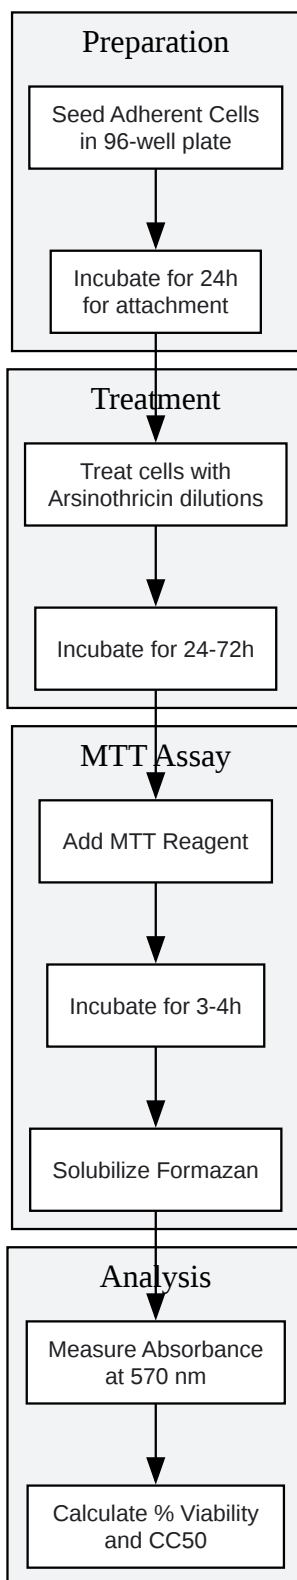 Preparation
Seed Adherent Cells
in 96-well plate
Incubate for 24h
for attachment
Treatment
Treat cells with
Arsinothricin dilutions
Incubate for 24-72h
MTT Assay
Add MTT Reagent
Incubate for 3-4h
Solubilize Formazan
Analysis
Measure Absorbance
at 570 nm
Calculate % Viability
and CC50